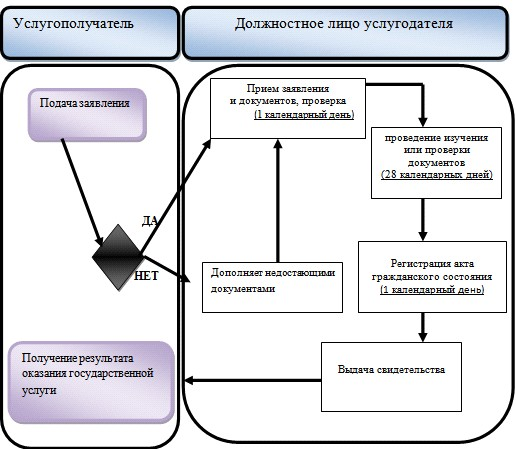 Услугополучатель
Должностное лицо услугодателя
Подача заявления
Прием заявления
и документов, проверка
(1 календарный день)
проведение изучения
или проверки
документов
(28 календарных дней)
ДА
НЕТ
Дополняет недостающими
документами
Регистрация акта
гражданского состояния
(1 календарный день)
Получение результата
оказания государственной
услуги
Выдача свидетельства